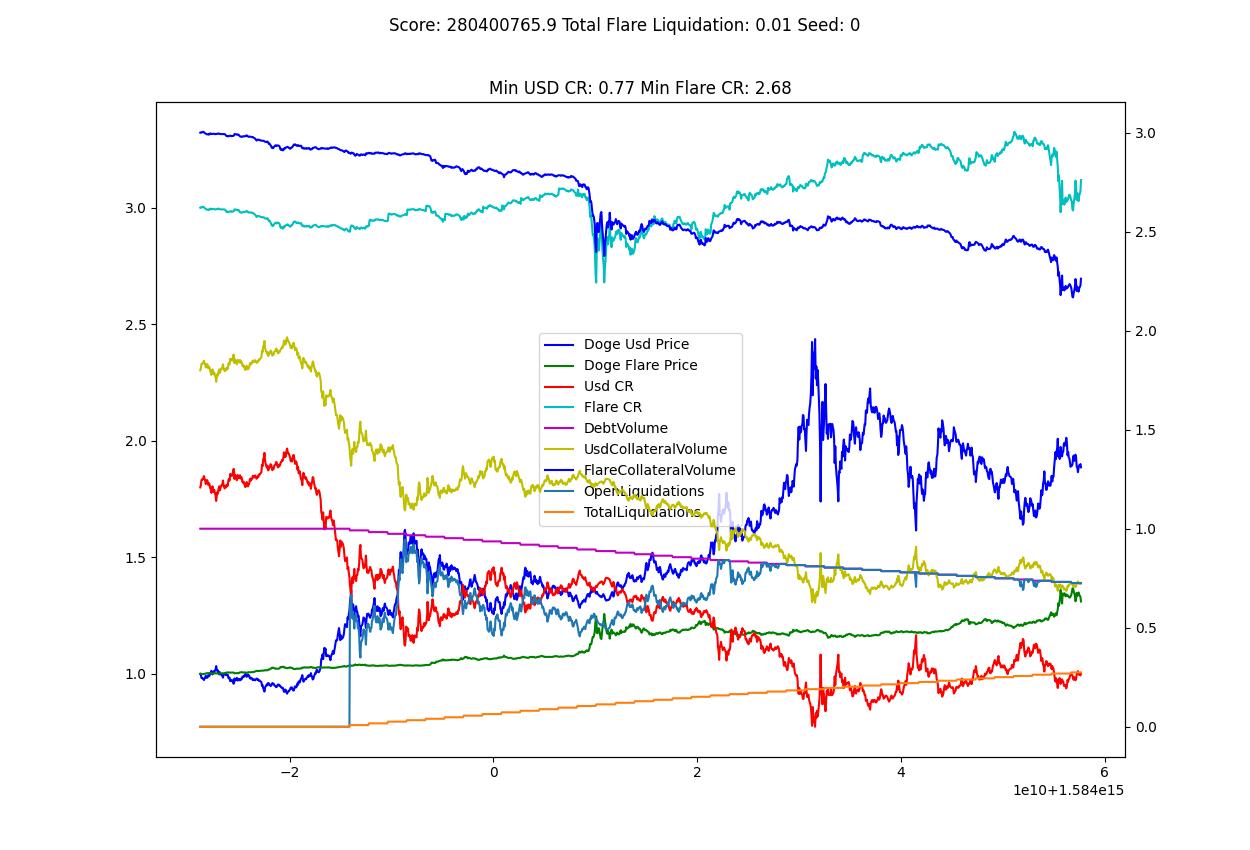 Score: 280400765.9 Total Flare Liquidation: 0.01 Seed: 0
Min USD CR: 0.77 Min Flare CR: 2.68
3.0
2.5
2.0
1.5
1.0
3.0
2.5
2.0
1.5
1.0
0.5
0.0
Doge Usd Price
Doge Flare Price
Usd CR
Flare CR
DebtVolume
UsdCollateralVolume
FlareCollateralVolume
OpenLiquidations
TotalLiquidations
−2 0 2 4 6
1e10+1.584e15